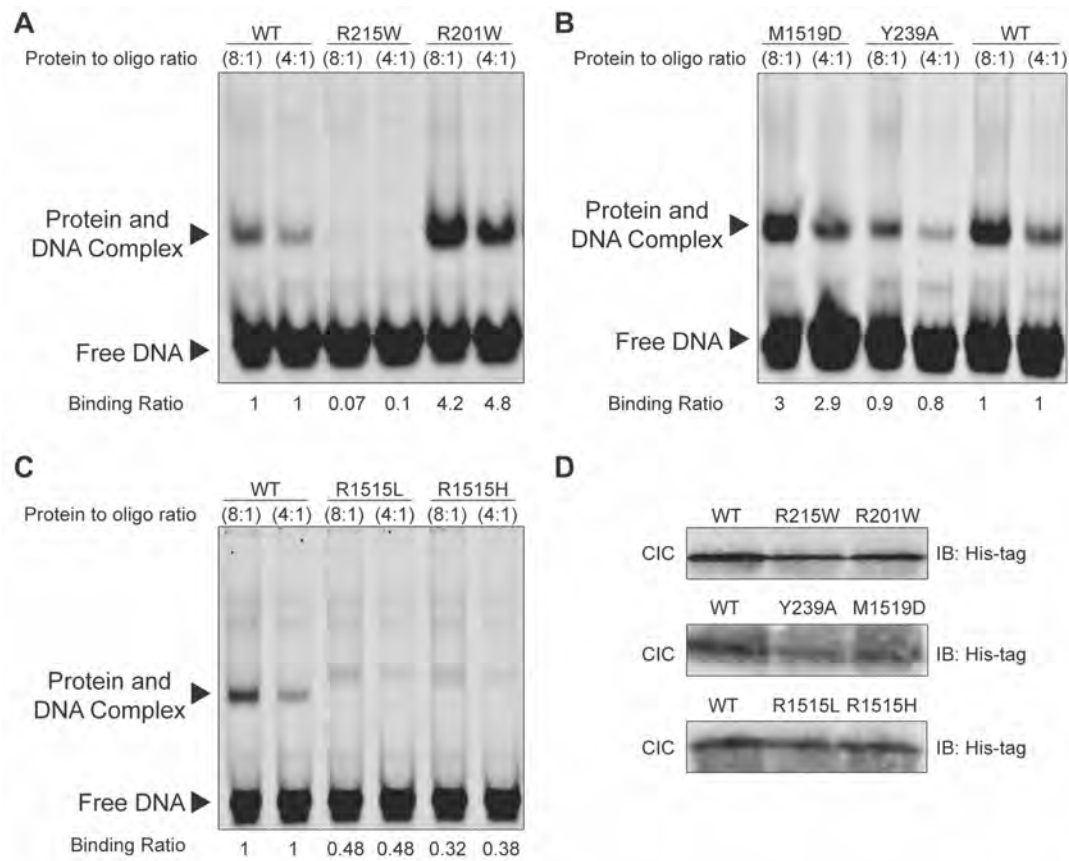 A
WT R215W R201W
Protein to oligo ratio (8:1) (4:1) (8:1) (4:1) (8:1) (4:1)
Protein and
DNA Complex
Free DNA
Binding Ratio 1 1 0.07 0.1 4.2 4.8
B
M1519D Y239A WT
Protein to oligo ratio (8:1) (4:1) (8:1) (4:1) (8:1) (4:1)
Protein and
DNA Complex
Free DNA
Binding Ratio 3 2.9 0.9 0.8 1 1
C
WT R1515L R1515H
Protein to oligo ratio (8:1) (4:1) (8:1) (4:1) (8:1) (4:1)
Protein and
DNA Complex
Free DNA
Binding Ratio 1 1 0.48 0.48 0.32 0.38
D
WT R215W R201W
CIC IB: His-tag
WT Y239A M1519D
CIC IB: His-tag
WT R1515L R1515H
CIC IB: His-tag